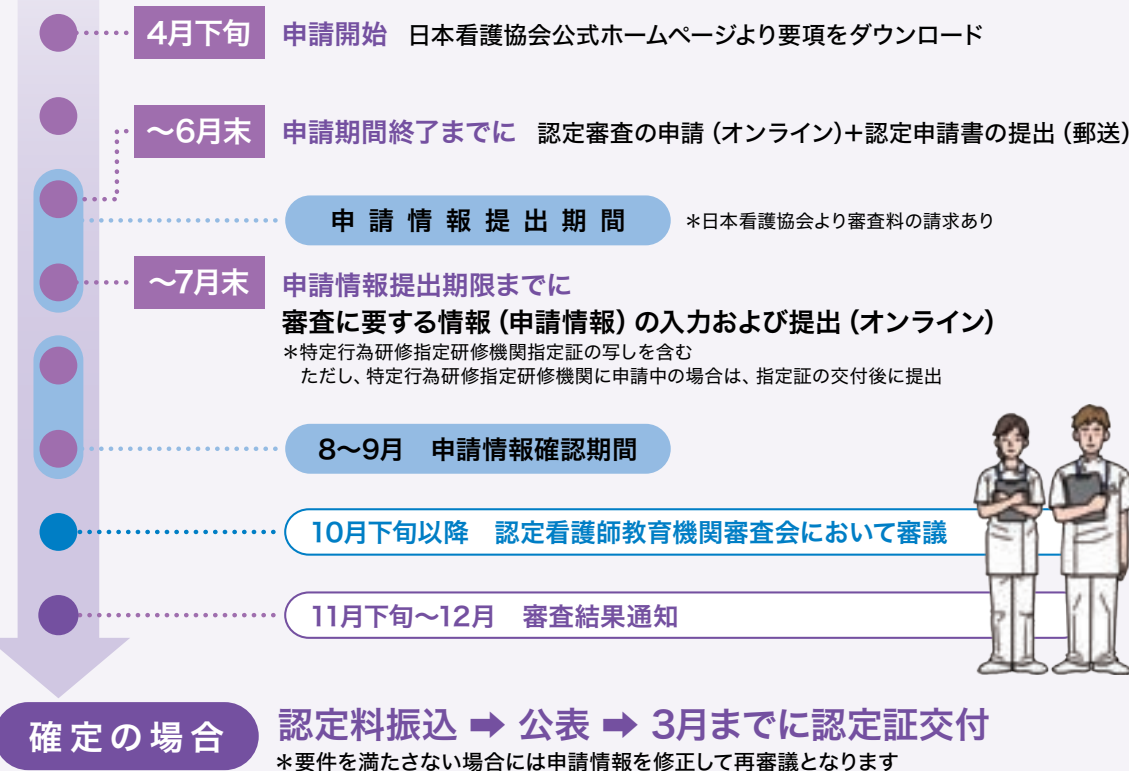 4月下旬 申請開始 日本看護協会公式ホームページより要項をダウンロード
～6月末 申請期間終了までに 認定審査の申請（オンライン）＋認定申請書の提出（郵送）
申請情報提出期間 ＊日本看護協会より審査料の請求あり
～7月末 申請情報提出期限までに
審査に要する情報（申請情報）の入力および提出（オンライン）
＊特定行為研修指定研修機関指定証の写しを含む
ただし、特定行為研修指定研修機関に申請中の場合は、指定証の交付後に提出
8～9月 申請情報確認期間
10月下旬以降 認定看護師教育機関審査会において審議
11月下旬～12月 審査結果通知
確定の場合 認定料振込 ➡ 公表 ➡ 3月までに認定証交付
＊要件を満たさない場合には申請情報を修正して再審議となります